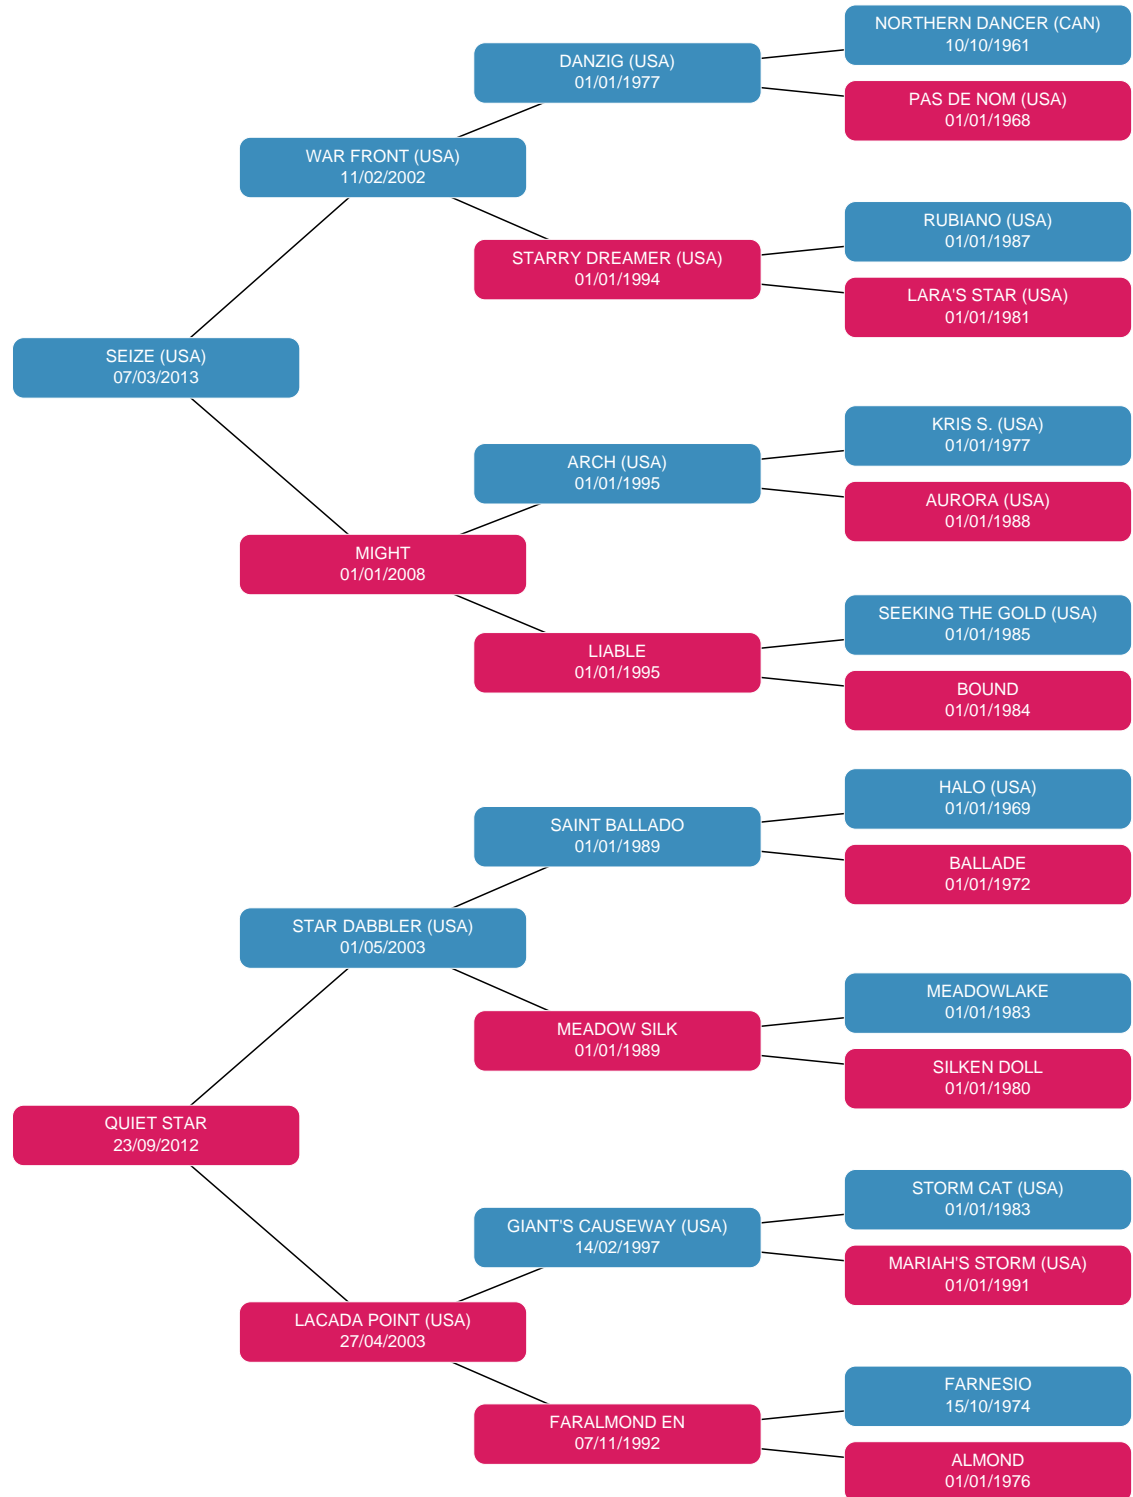 NORTHERN DANCER (CAN)
10/10/1961
DANZIG (USA)
01/01/1977
PAS DE NOM (USA)
01/01/1968
WAR FRONT (USA)
11/02/2002
RUBIANO (USA)
01/01/1987
STARRY DREAMER (USA)
01/01/1994
LARA'S STAR (USA)
01/01/1981
SEIZE (USA)
07/03/2013
KRIS S. (USA)
01/01/1977
ARCH (USA)
01/01/1995
AURORA (USA)
01/01/1988
MIGHT
01/01/2008
SEEKING THE GOLD (USA)
01/01/1985
LIABLE
01/01/1995
BOUND
01/01/1984
HALO (USA)
01/01/1969
SAINT BALLADO
01/01/1989
BALLADE
01/01/1972
STAR DABBLER (USA)
01/05/2003
MEADOWLAKE
01/01/1983
MEADOW SILK
01/01/1989
SILKEN DOLL
01/01/1980
QUIET STAR
23/09/2012
STORM CAT (USA)
01/01/1983
GIANT'S CAUSEWAY (USA)
14/02/1997
MARIAH'S STORM (USA)
01/01/1991
LACADA POINT (USA)
27/04/2003
FARNESIO
15/10/1974
FARALMOND EN
07/11/1992
ALMOND
01/01/1976